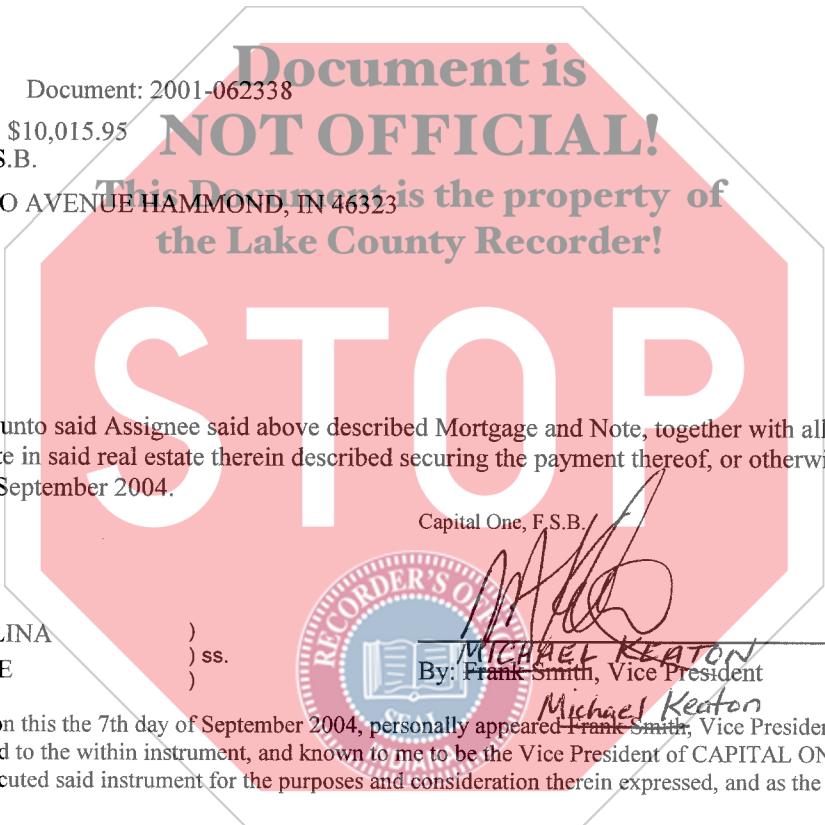 Document is
Document: 2001-062338
$10,015.95
NOT OFFICIAL!
S.B.
This Document is the property of
O AVENUE HAMMOND, IN 46323
the Lake County Recorder!
STOP
unto said Assignee said above described Mortgage and Note, together with all
te in said real estate therein described securing the payment thereof, or otherwi
September 2004.
Capital One, F.S.B.
RECORDER'S OFFICE
SEAL
INDIANA
LINA )
) ss.
E )
MICHAEL KEATON
By: Frank Smith, Vice President
Michael Keaton
on this the 7th day of September 2004, personally appeared Frank Smith, Vice Presiden
d to the within instrument, and known to me to be the Vice President of CAPITAL ON
cuted said instrument for the purposes and consideration therein expressed, and as the